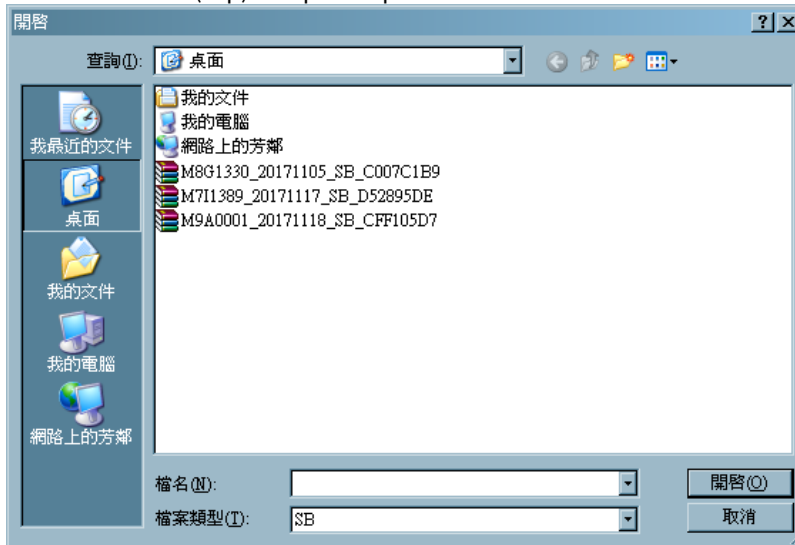 開啓
查詢(I):
桌面
我最近的文件
桌面
我的文件
我的電腦
網路上的芳鄰
我的文件
我的電腦
網路上的芳鄰
M8G1330_20171105_SB_C007C1B9
M7I1389_20171117_SB_D52895DE
M9A0001_20171118_SB_CFF105D7
檔名(N):
開啓(O)
檔案類型(T):
SB
取消